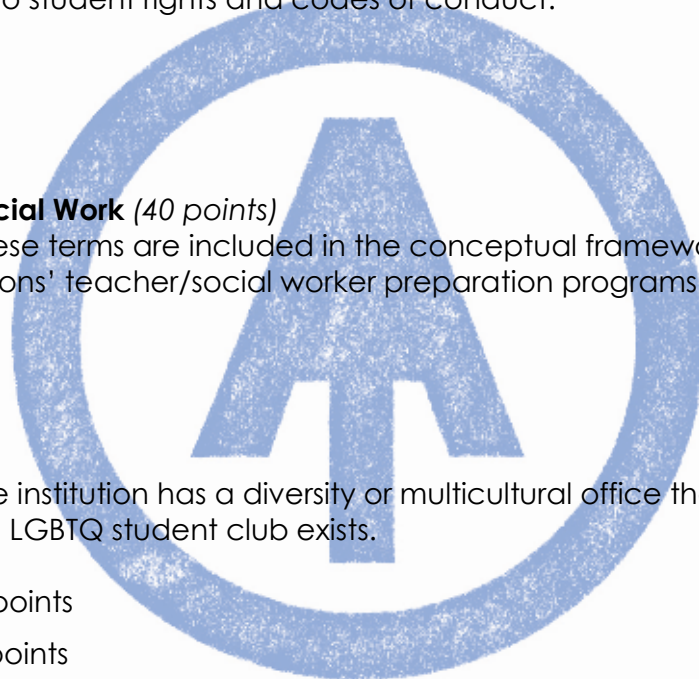 o student rights and codes of conduct.
cial Work (40 points)
ese terms are included in the conceptual framewo
ons' teacher/social worker preparation programs
e institution has a diversity or multicultural office th
LGBTQ student club exists.
points
points